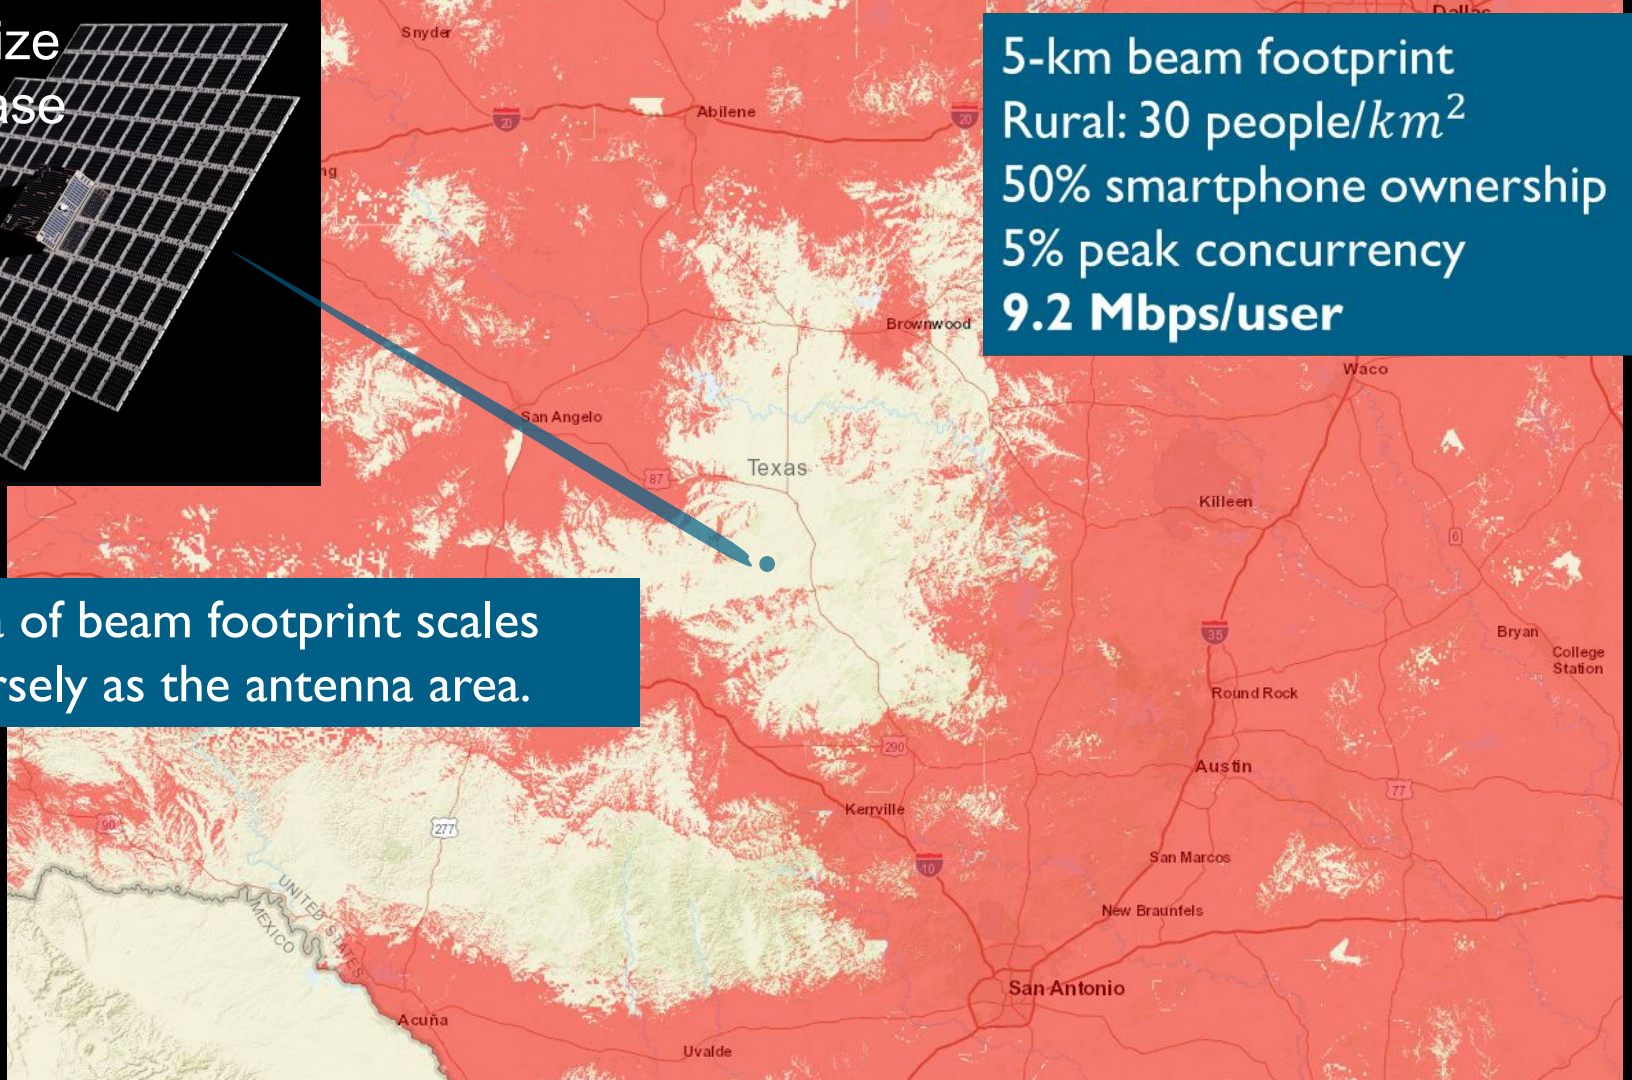 ize
ase
5-km beam footprint
Rural: 30 people/km²
50% smartphone ownership
5% peak concurrency
9.2 Mbps/user
of beam footprint scales
rsely as the antenna area.
Snyder
Dallas
20
Abilene
20
ng
Brownwood
Waco
San Angelo
Texas
87
Killeen
6
35
Bryan
College
Station
Round Rock
290
Austin
77
Kerrville
90
277
San Marcos
10
UNITED STATES
MEXICO
New Braunfels
San Antonio
Acuña
Uvalde